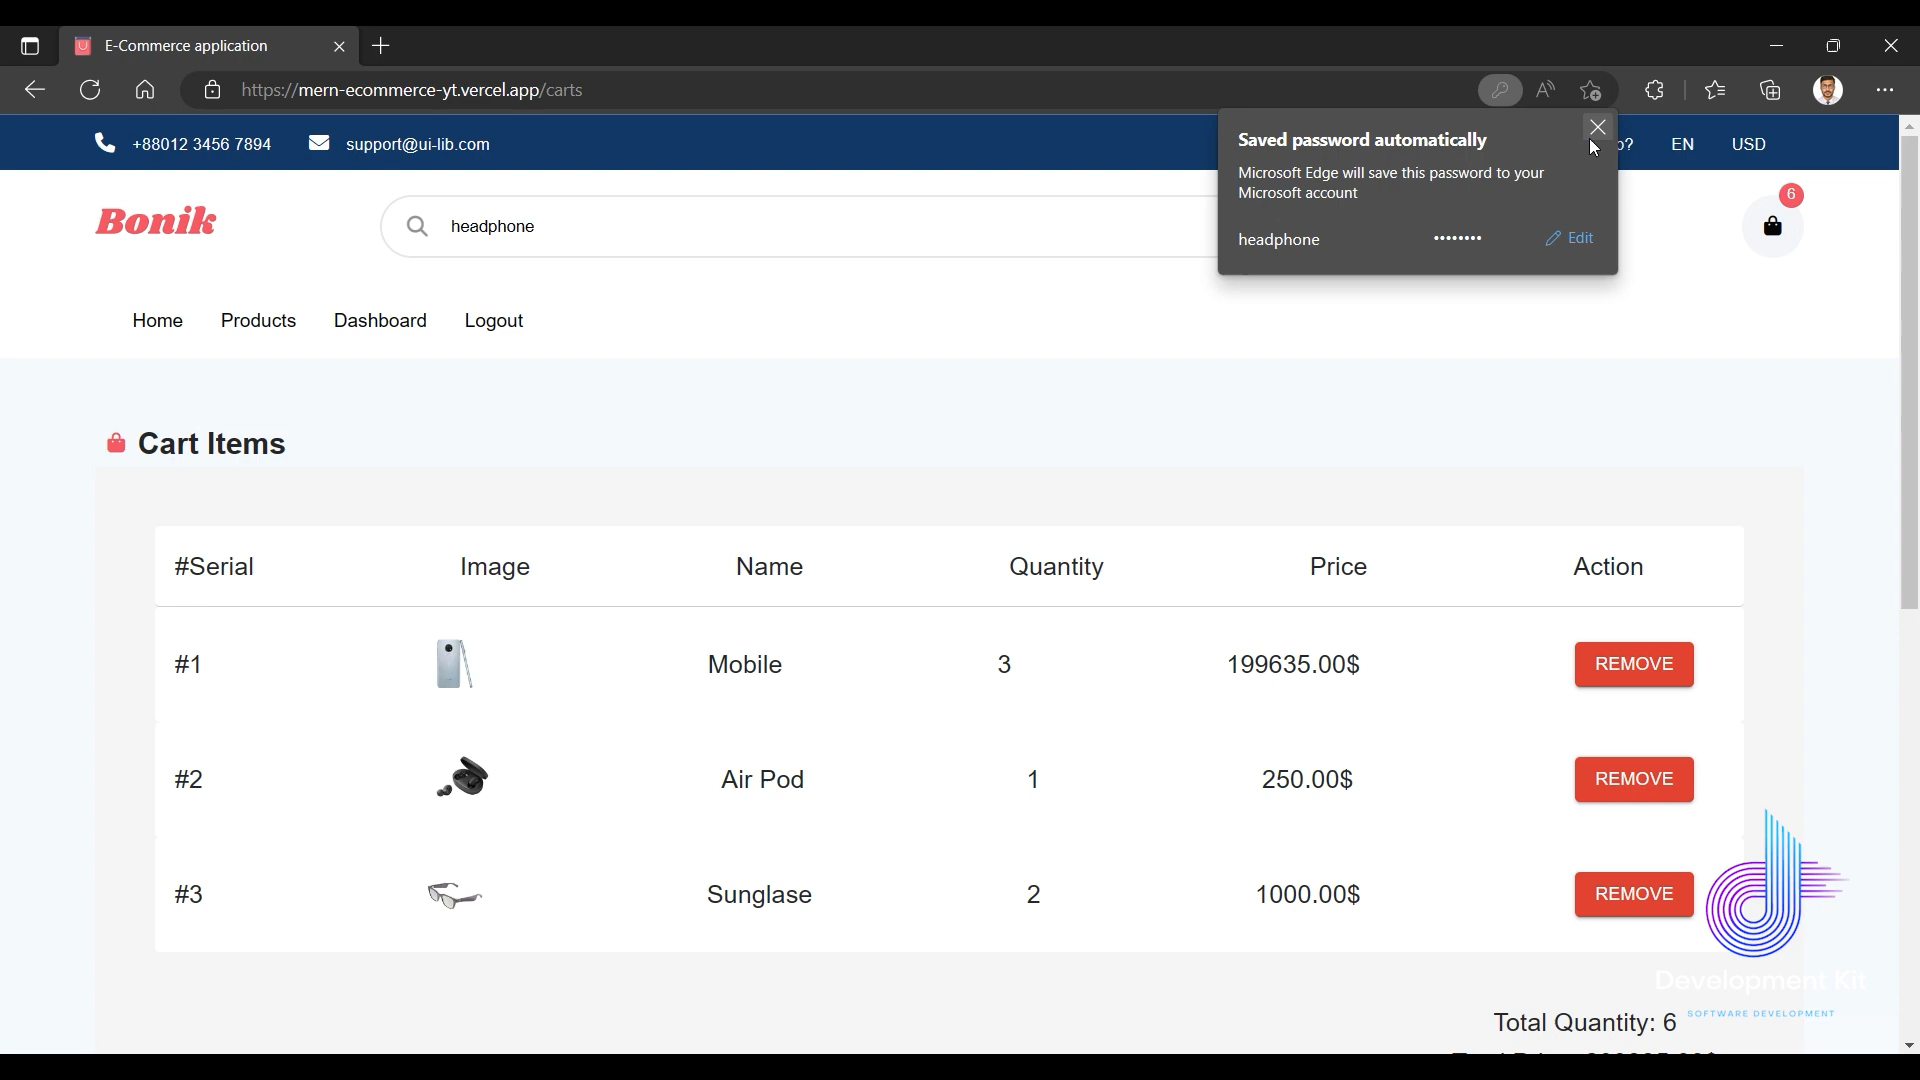 E-Commerce application
https://mern-ecommerce-yt.vercel.app/carts
+88012 3456 7894 support@ui-lib.com
EN USD
Saved password automatically
Microsoft Edge will save this password to your
Microsoft account
headphone •••••••• Edit
Bonik
headphone
6
Home Products Dashboard Logout
Cart Items
#Serial Image Name Quantity Price Action
#1 Mobile 3 199635.00$ REMOVE
#2 Air Pod 1 250.00$ REMOVE
#3 Sunglase 2 1000.00$ REMOVE
Development Kit
SOFTWARE DEVELOPMENT
Total Quantity: 6